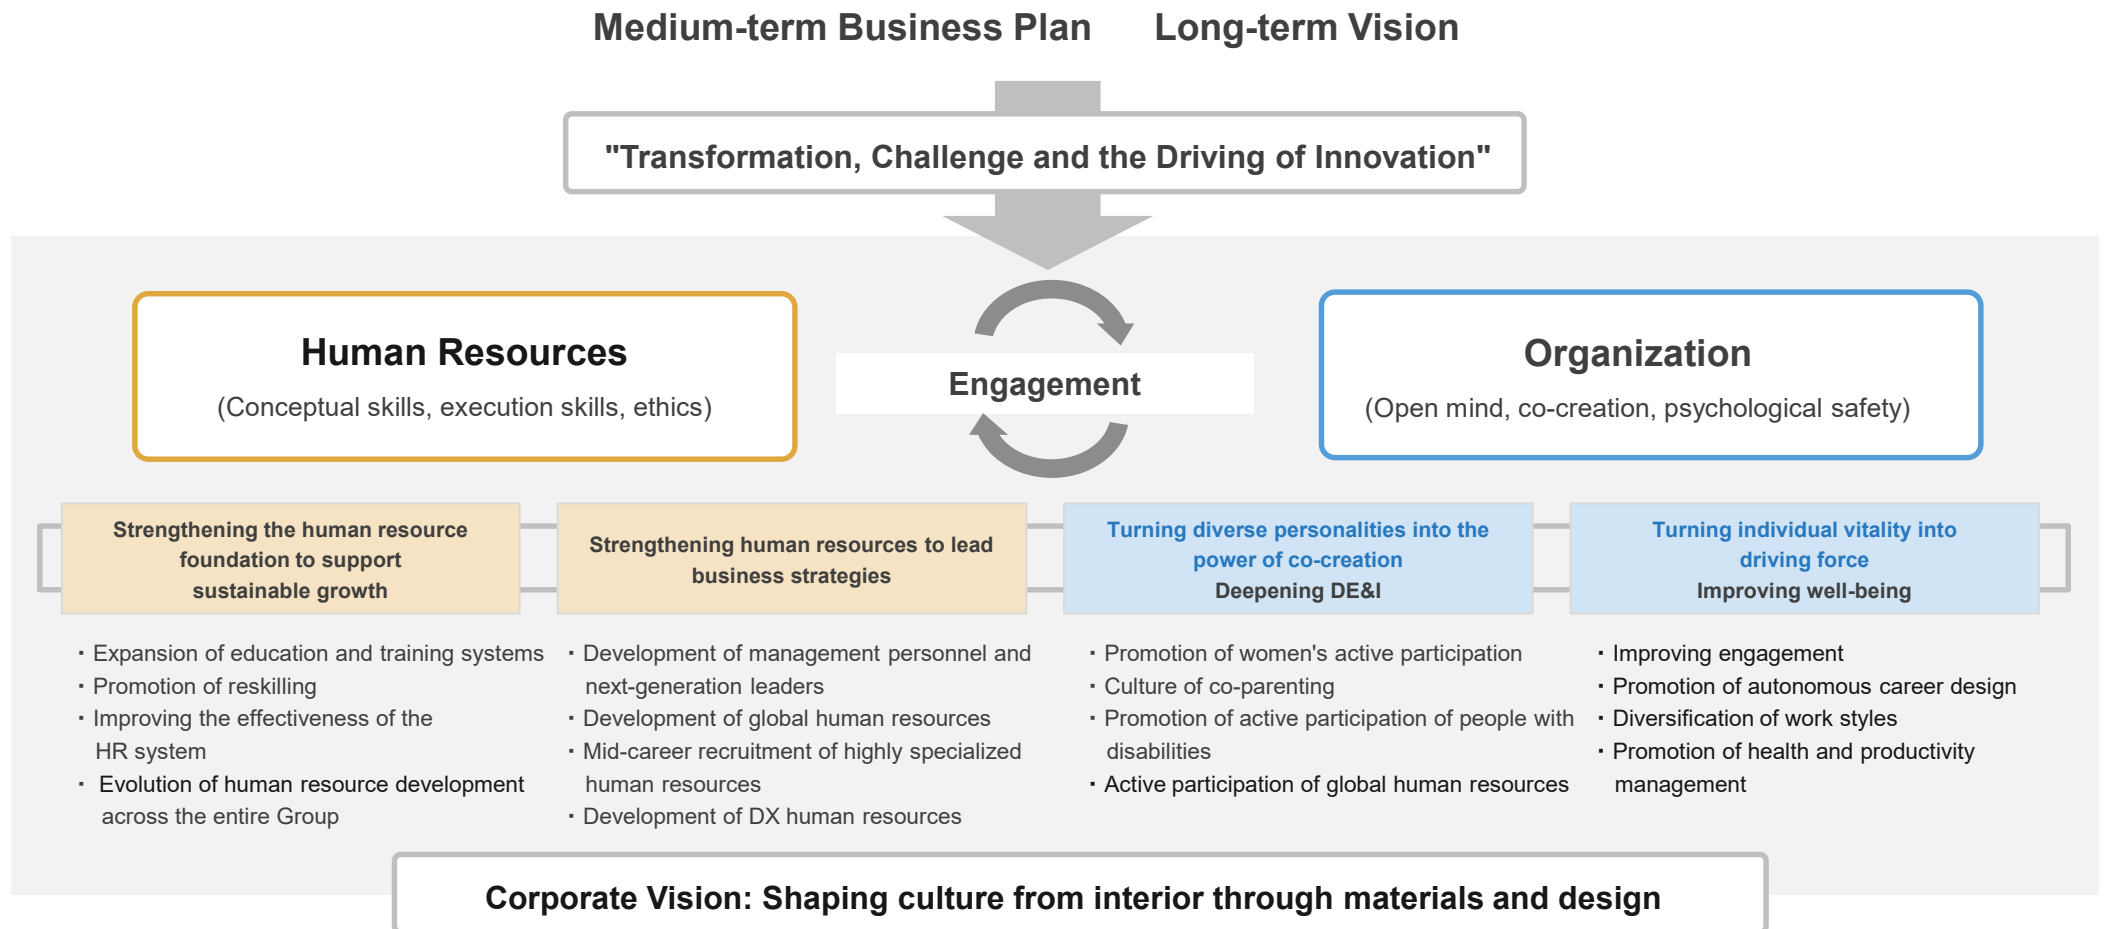 Medium-term Business Plan Long-term Vision
"Transformation, Challenge and the Driving of Innovation"
Human Resources
(Conceptual skills, execution skills, ethics)
Engagement
Organization
(Open mind, co-creation, psychological safety)
Strengthening the human resource
foundation to support
sustainable growth
・Expansion of education and training systems
・Promotion of reskilling
・Improving the effectiveness of the
HR system
・ Evolution of human resource development
across the entire Group
Strengthening human resources to lead
business strategies
・Development of management personnel and
next-generation leaders
・Development of global human resources
・Mid-career recruitment of highly specialized
human resources
・Development of DX human resources
Turning diverse personalities into the
power of co-creation
Deepening DE&I
・Promotion of women's active participation
・Culture of co-parenting
・Promotion of active participation of people with
disabilities
・Active participation of global human resources
Turning individual vitality into
driving force
Improving well-being
・Improving engagement
・Promotion of autonomous career design
・Diversification of work styles
・Promotion of health and productivity
management
Corporate Vision: Shaping culture from interior through materials and design